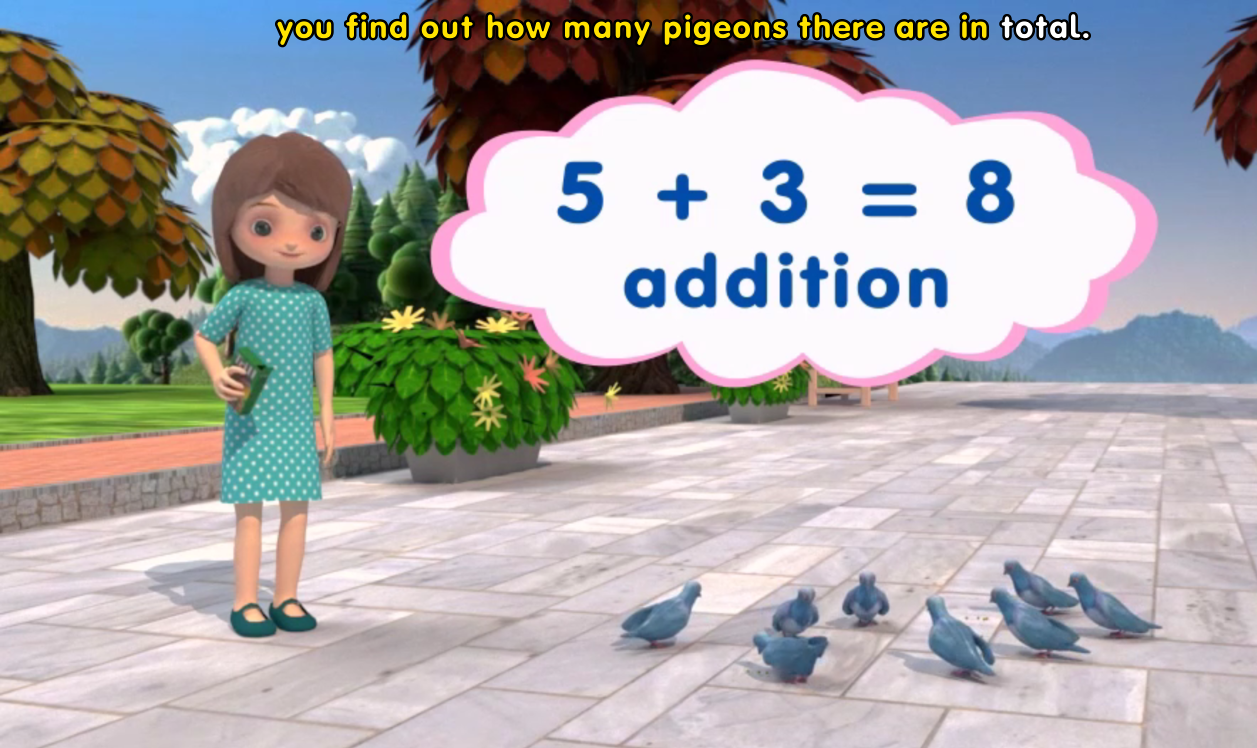 you find out how many pigeons there are in total.
5 + 3 = 8
addition